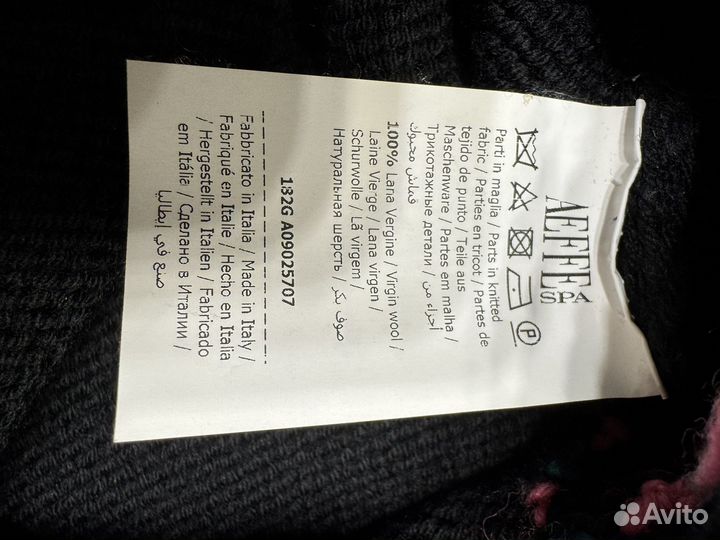 AEFFE
SPA
P
Parti in maglia / Parts in knitted
fabric / Parties en tricot / Partes de
tejido de punto / Teile aus
Maschenware / Partes em malha /
Трикотажные детали / أجزاء من
قماش محبوك
100% Lana Vergine / Virgin wool /
Laine Vierge / Lana virgen /
Schurwolle / Lã virgem /
Натуральная шерсть / صوف بكر
182G A09025707
Fabbricato in Italia / Made in Italy /
Fabriqué en Italie / Hecho en Italia
/ Hergestellt in Italien / Fabricado
em Itália / Сделано в Италии /
صنع في إيطاليا
Avito